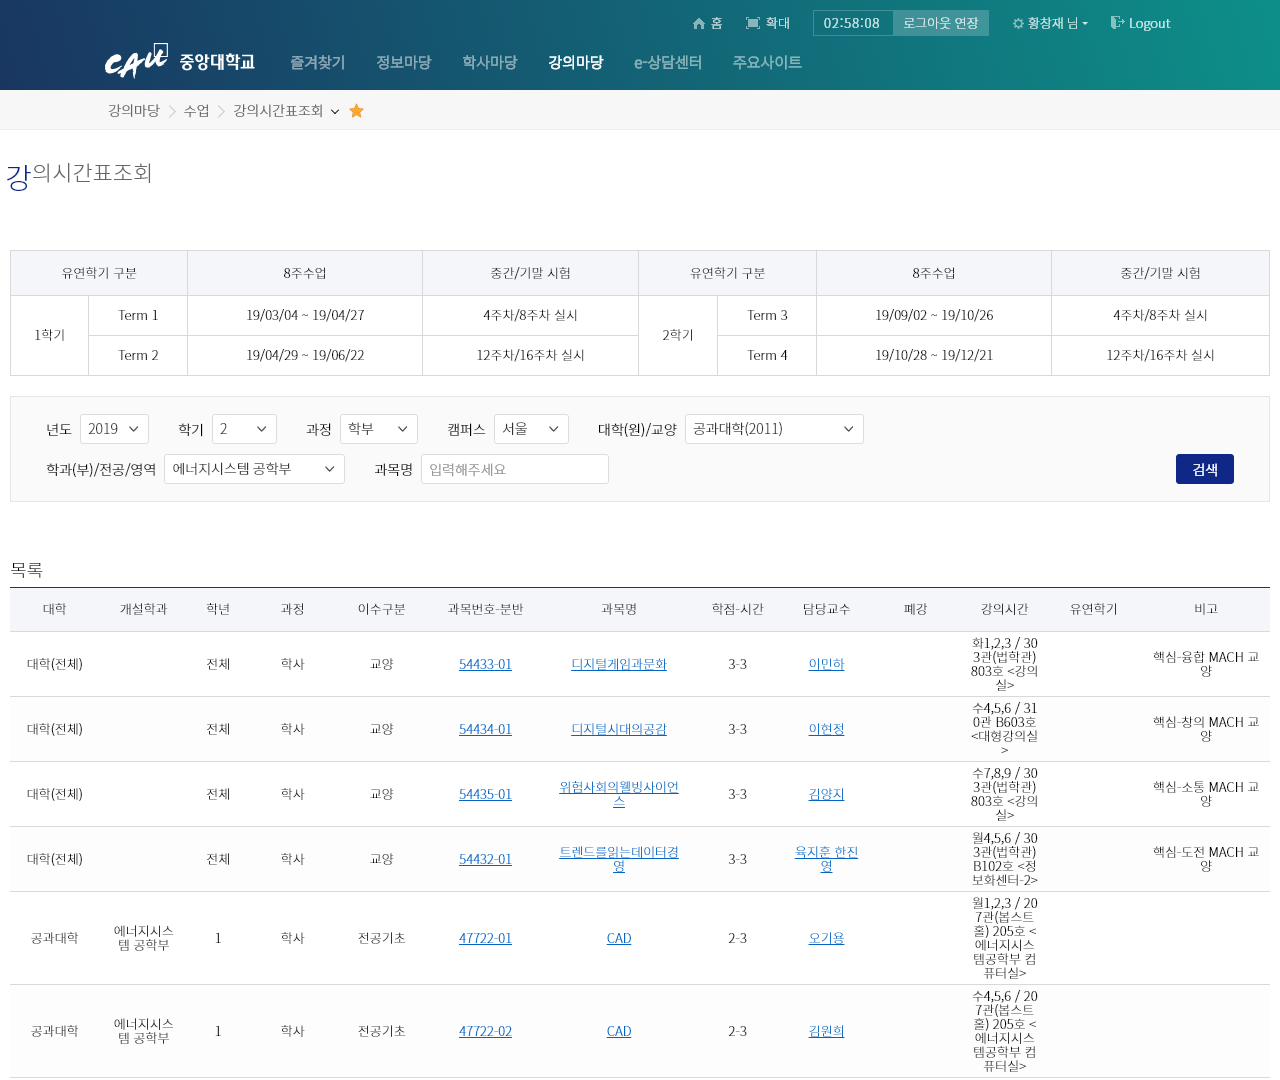 홈 확대 02:58:08 로그아웃 연장 황창재 님 Logout
CAU 중앙대학교 즐겨찾기 정보마당 학사마당 강의마당 e-상담센터 주요사이트
강의마당 수업 강의시간표조회
강의시간표조회
유연학기 구분 8주수업 중간/기말 시험 유연학기 구분 8주수업 중간/기말 시험
1학기 Term 1 19/03/04 ~ 19/04/27 4주차/8주차 실시 2학기 Term 3 19/09/02 ~ 19/10/26 4주차/8주차 실시
Term 2 19/04/29 ~ 19/06/22 12주차/16주차 실시 Term 4 19/10/28 ~ 19/12/21 12주차/16주차 실시
년도 2019 학기 2 과정 학부 캠퍼스 서울 대학(원)/교양 공과대학(2011)
학과(부)/전공/영역 에너지시스템 공학부 과목명 입력해주세요 검색
목록
대학 개설학과 학년 과정 이수구분 과목번호-분반 과목명 학점-시간 담당교수 폐강 강의시간 유연학기 비고
대학(전체) 전체 학사 교양 54433-01 디지털게임과문화 3-3 이민하
화1,2,3 / 30
3관(법학관)
803호 <강의
실>
핵심-융합 MACH 교
양
대학(전체) 전체 학사 교양 54434-01 디지털시대의공감 3-3 이현정
수4,5,6 / 31
0관 B603호
<대형강의실
>
핵심-창의 MACH 교
양
대학(전체) 전체 학사 교양 54435-01
위험사회의웰빙사이언
스
3-3 김양지
수7,8,9 / 30
3관(법학관)
803호 <강의
실>
핵심-소통 MACH 교
양
대학(전체) 전체 학사 교양 54432-01
트렌드를읽는데이터경
영
3-3
육지훈 한진
영
월4,5,6 / 30
3관(법학관)
B102호 <정
보화센터-2>
핵심-도전 MACH 교
양
공과대학
에너지시스
템 공학부
1 학사 전공기초 47722-01 CAD 2-3 오기용
월1,2,3 / 20
7관(봅스트
홀) 205호 <
에너지시스
템공학부 컴
퓨터실>
공과대학
에너지시스
템 공학부
1 학사 전공기초 47722-02 CAD 2-3 김원희
수4,5,6 / 20
7관(봅스트
홀) 205호 <
에너지시스
템공학부 컴
퓨터실>